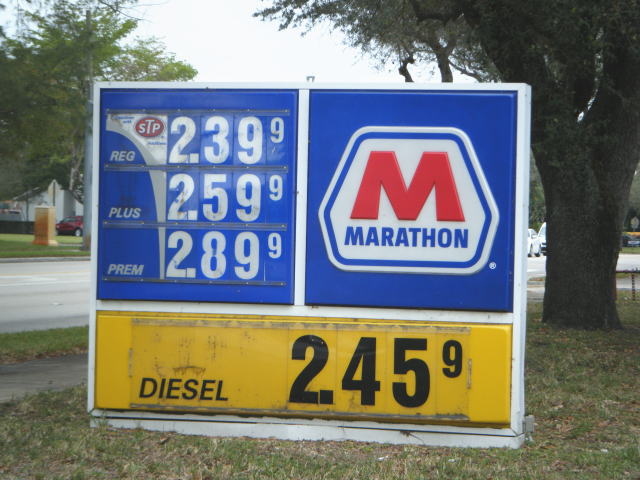 STP
REG 2.39 9
PLUS 2.59 9
PREM 2.89 9
M
MARATHON ®
DIESEL 2.45 9